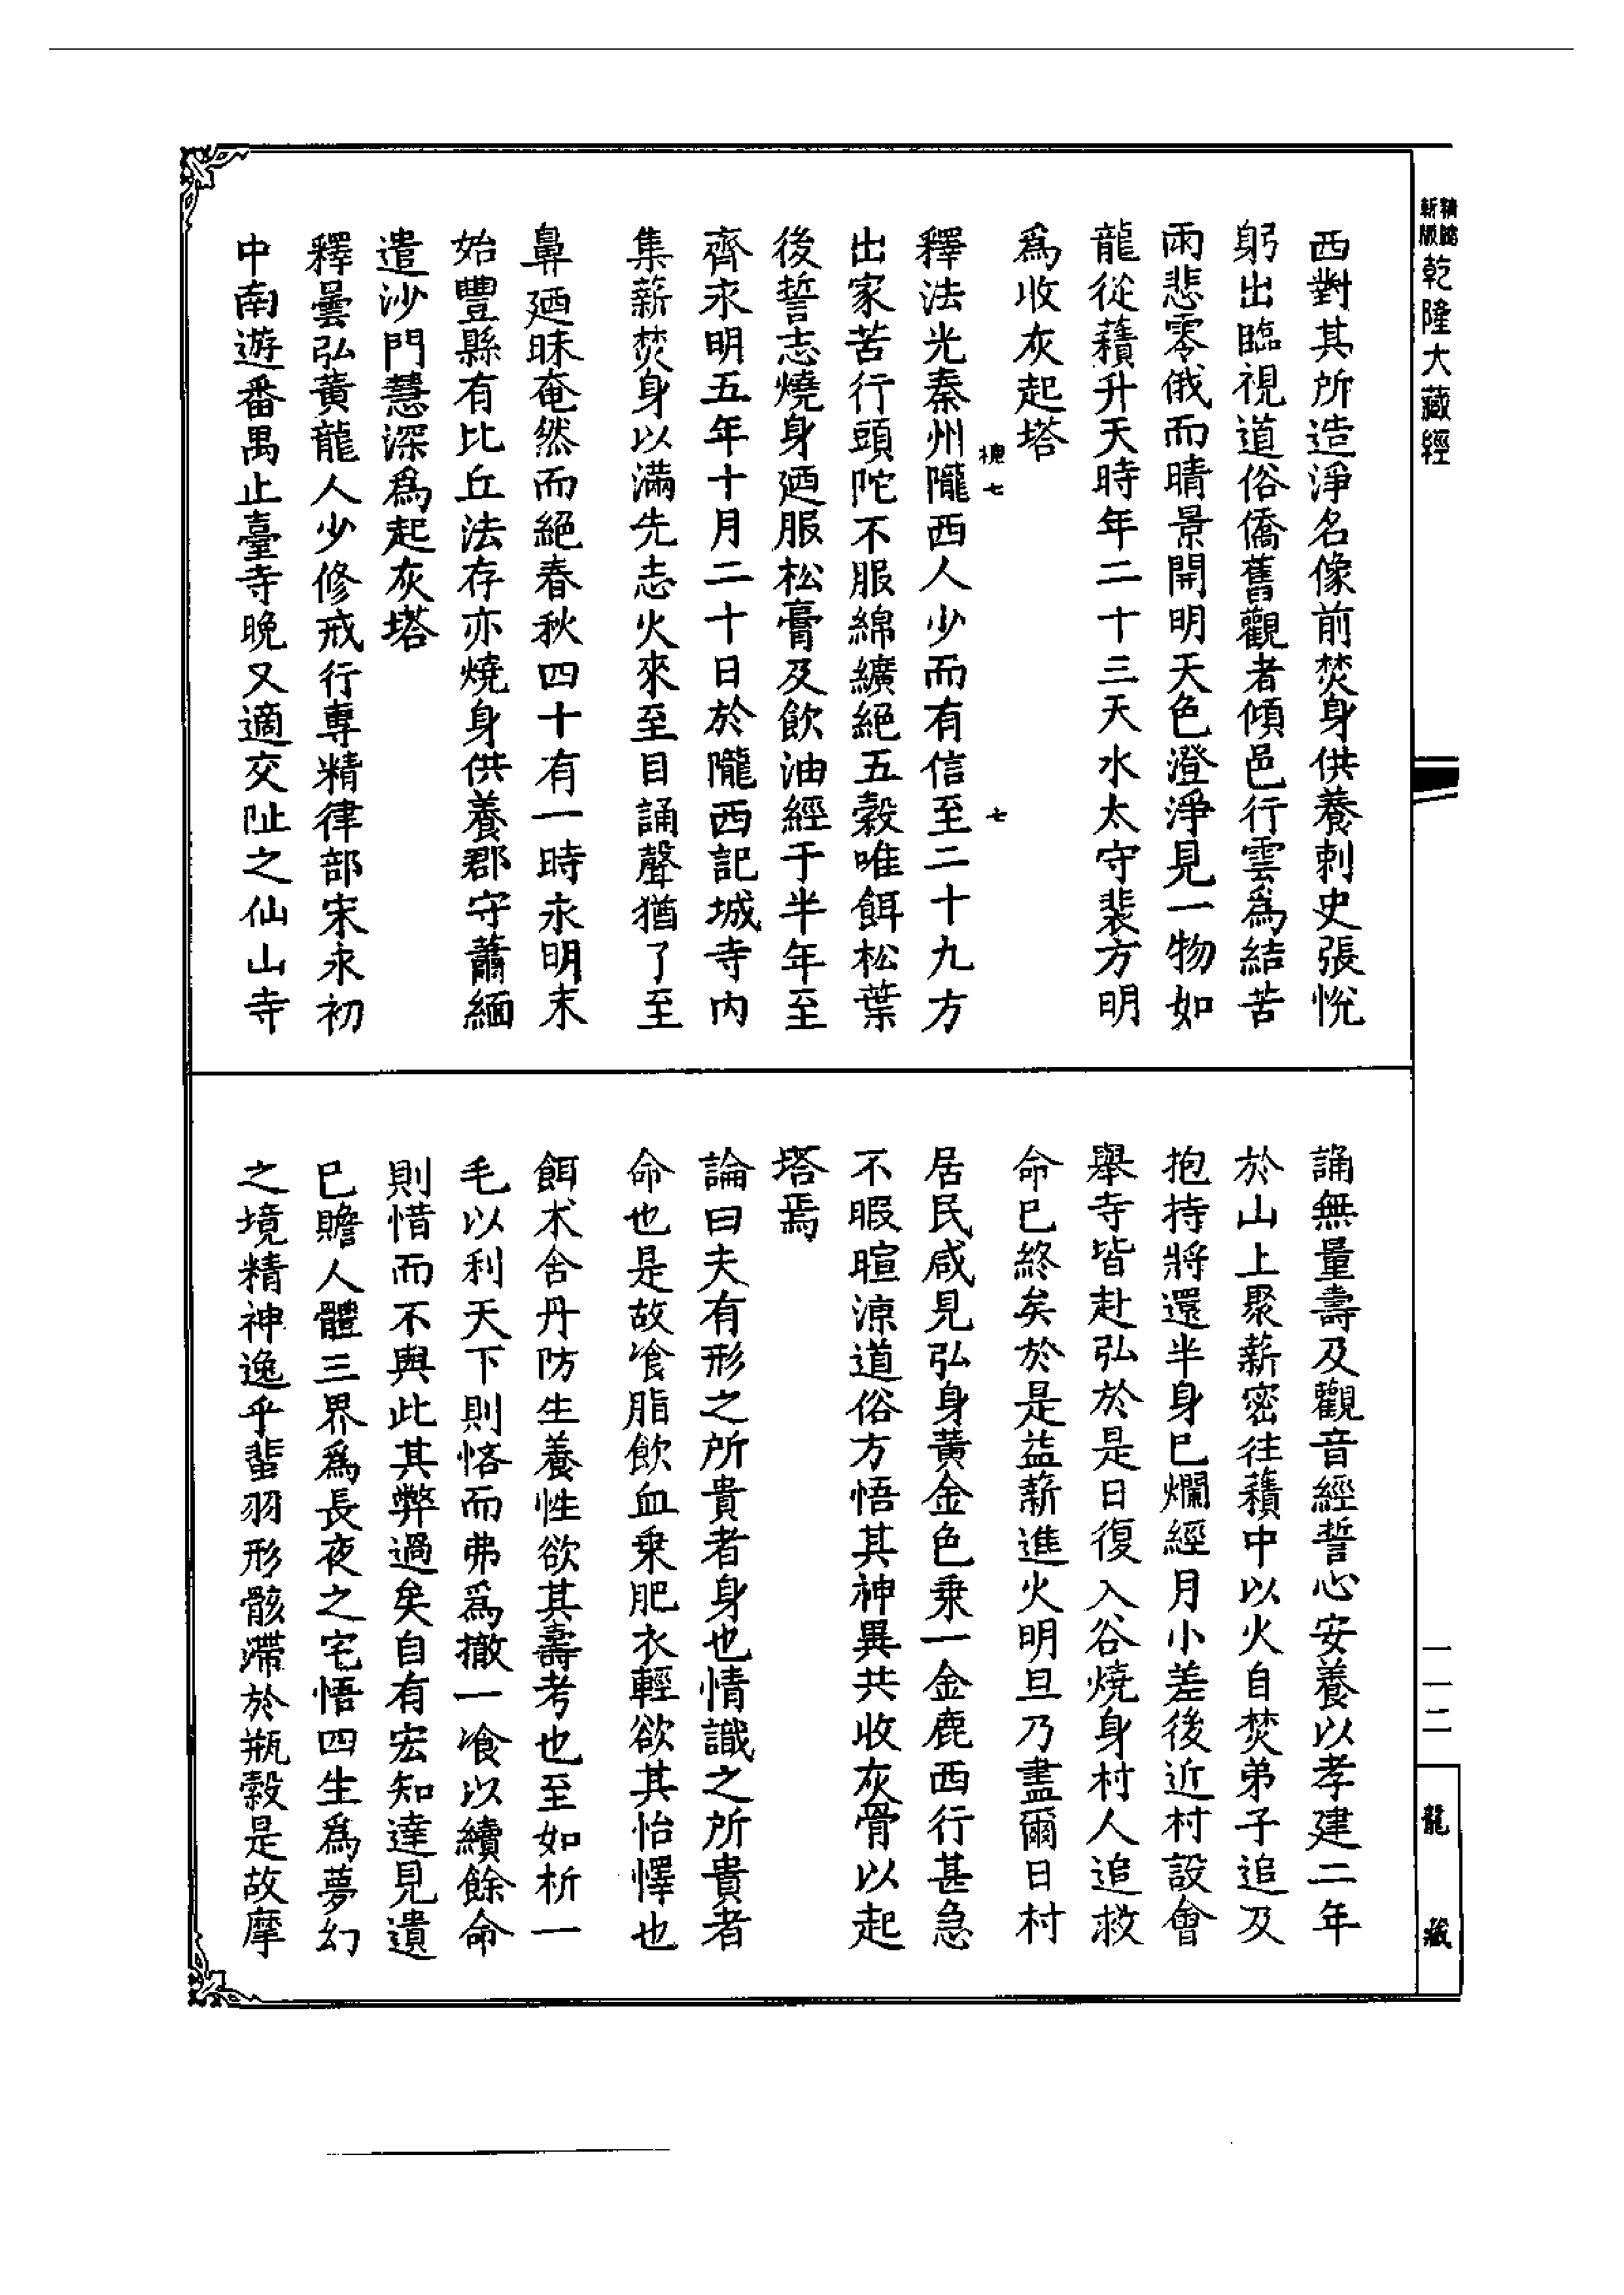 精雕
新版
乾隆大藏經
西對其所造淨名像前焚身供養刺史張悅
躬出臨視道俗僑舊觀者傾邑行雲爲結苦
雨悲零俄而晴景開明天色澄淨見一物如
龍從𧂐升天時年二十三天水太守裴方明
爲收灰起塔
七
七
釋法光秦州隴西人少而有信至二十九方
出家苦行頭陀不服綿纊絕五穀唯餌松葉
後誓志燒身廼服松膏及飲油經于半年至
齊永明五年十月二十日於隴西記城寺內
集薪焚身以滿先志火來至目誦聲猶了至
鼻廼昧奄然而絕春秋四十有一時永明末
始豐縣有比丘法存亦燒身供養郡守蕭緬
遣沙門慧深爲起灰塔
釋曇弘黃龍人少修戒行專精律部宋永初
中南遊番禺止臺寺晚又適交阯之仙山寺
誦無量壽及觀音經誓心安養以孝建二年
於山上聚薪密往𧂐中以火自焚弟子追及
抱持將還半身已爛經月小差後近村設會
舉寺皆赴弘於是日復入谷燒身村人追救
命已終矣於是益薪進火明旦乃盡爾日村
居民咸見弘身黃金色乘一金鹿西行甚急
不暇暄涼道俗方悟其神異共收灰骨以起
塔焉
論曰夫有形之所貴者身也情識之所貴者
命也是故飡脂飲血乘肥衣輕欲其怡懌也
餌朮含丹防生養性欲其壽考也至如析一
毛以利天下則悋而弗爲撤一飡以續餘命
則惜而不與此其弊過矣自有宏知達見遺
已贍人體三界爲長夜之宅悟四生爲夢幻
之境精神逸乎蜚羽形骸滯於瓶穀是故摩
一一二
龍藏